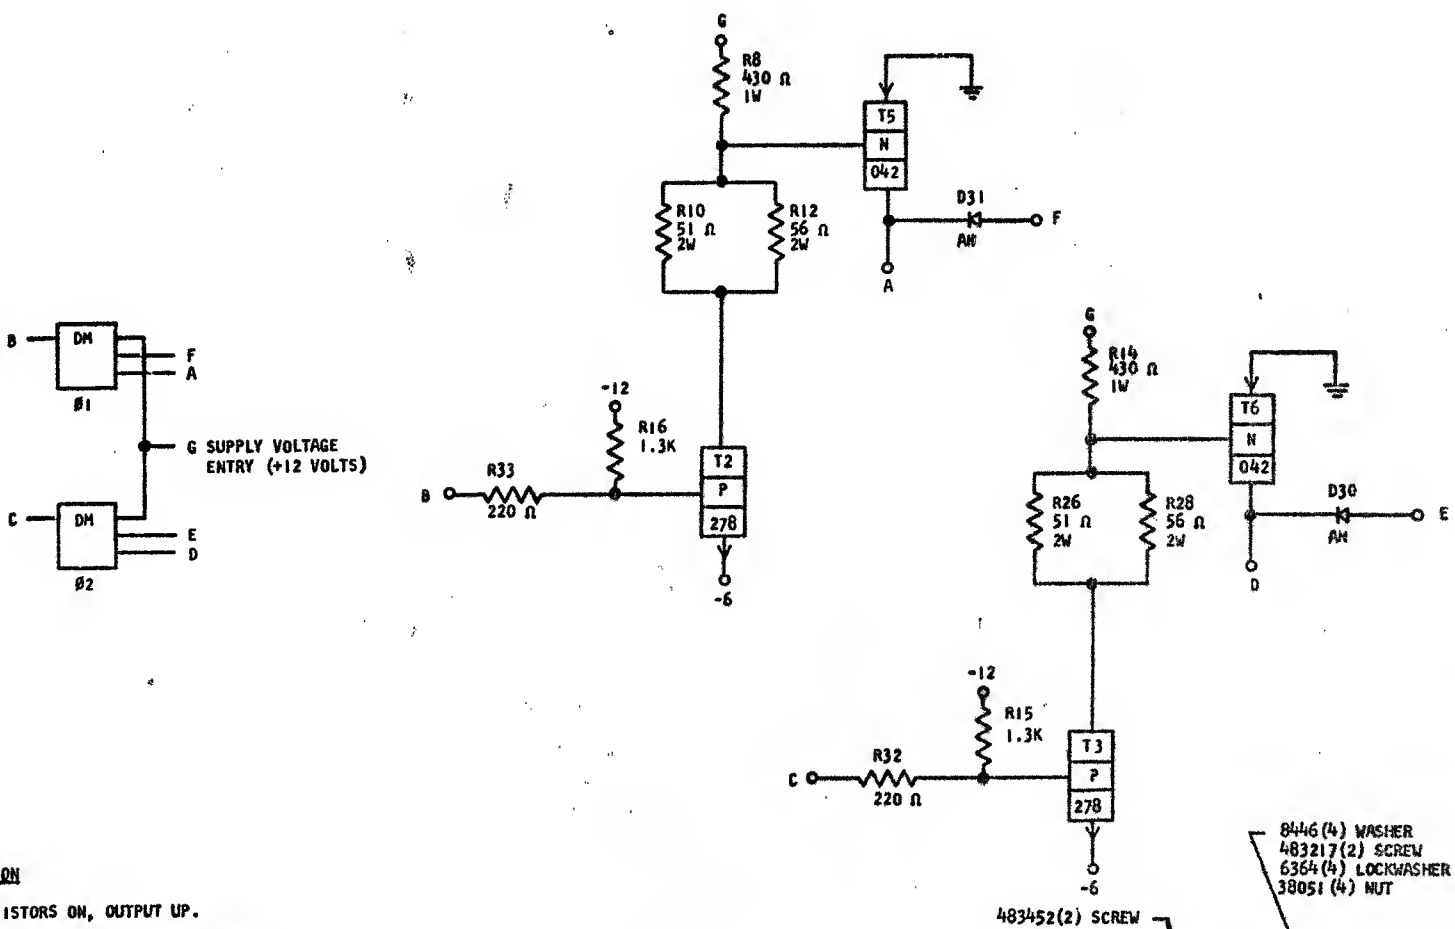 G
R8
430 Ω
1W
T5
N
042
R10
51 Ω
2W
R12
56 Ω
2W
D31
AM
F
A
B
DM
F
A
Ø1
G SUPPLY VOLTAGE
ENTRY (+12 VOLTS)
C
DM
E
D
Ø2
-12
R16
1.3K
R33
B
220 Ω
T2
P
278
-6
G
R14
430 Ω
1W
T6
N
042
R26
51 Ω
2W
R28
56 Ω
2W
D30
AM
E
D
-12
R15
1.3K
R32
C
220 Ω
T3
P
278
-6
8446(4) WASHER
483217(2) SCREW
6364(4) LOCKWASHER
38051(4) NUT
483452(2) SCREW
ON
ISTORS ON, OUTPUT UP.